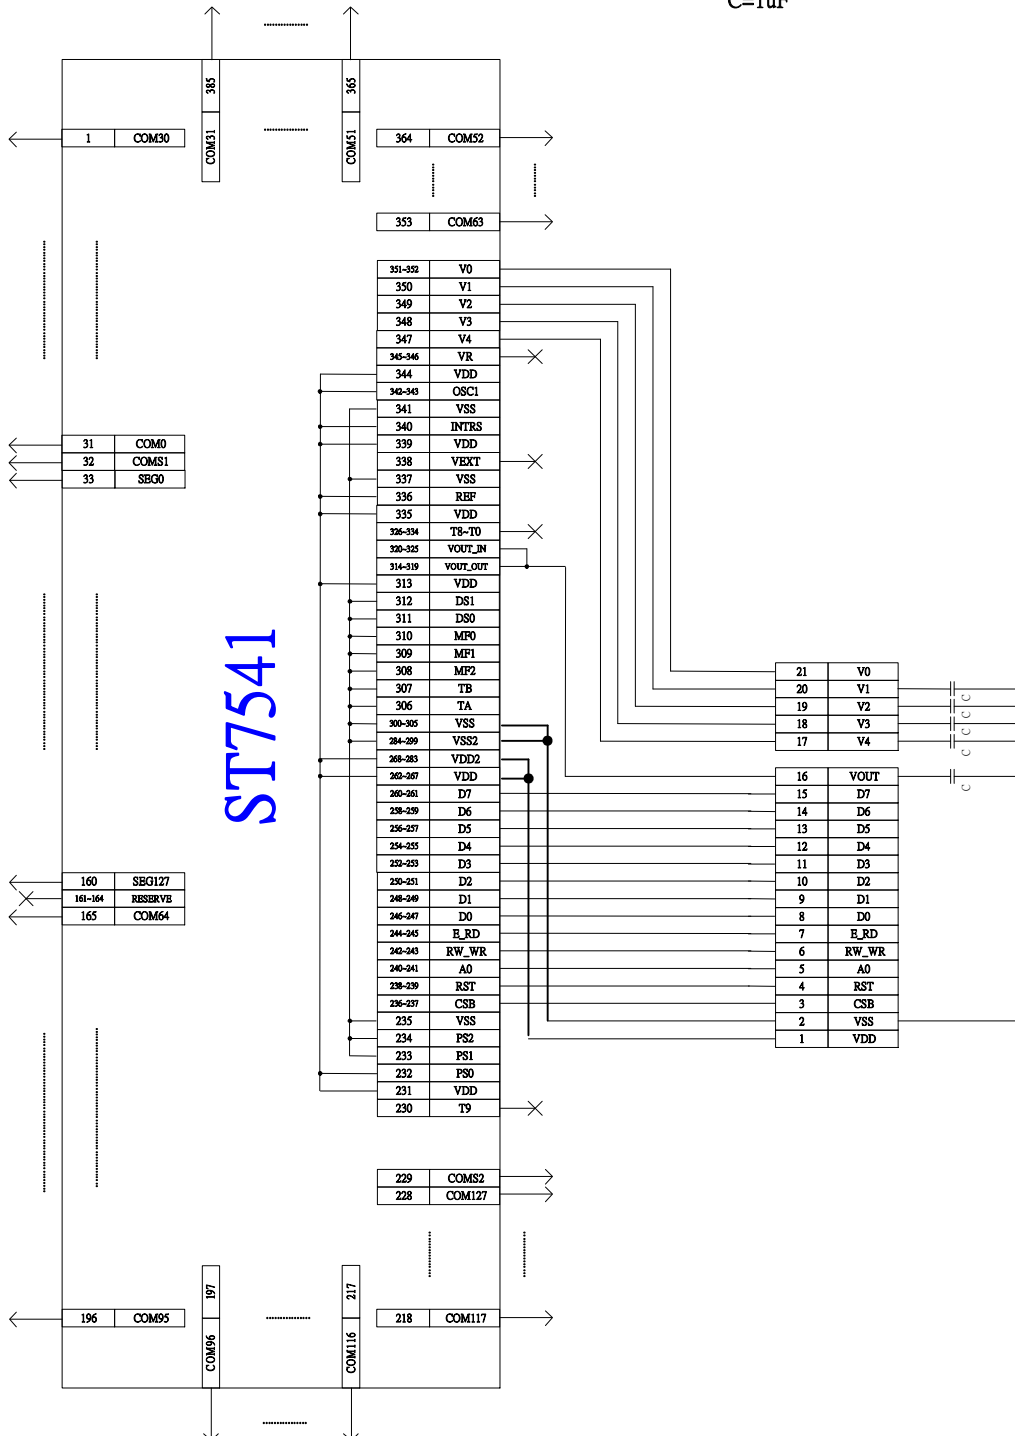 C=1uF
385
COM31
365
COM51
1 COM30
364 COM52
353 COM63
351~352 V0
350 V1
349 V2
348 V3
347 V4
345~346 VR
344 VDD
342~343 OSC1
341 VSS
340 INTRS
339 VDD
338 VEXT
337 VSS
336 REF
335 VDD
326~334 T8~T0
320~325 VOUT_IN
314~319 VOUT_OUT
313 VDD
312 DS1
311 DS0
310 MF0
309 MF1
308 MF2
307 TB
306 TA
300~305 VSS
284~299 VSS2
268~283 VDD2
262~267 VDD
260~261 D7
258~259 D6
256~257 D5
254~255 D4
252~253 D3
250~251 D2
248~249 D1
246~247 D0
244~245 E_RD
242~243 RW_WR
240~241 A0
238~239 RST
236~237 CSB
235 VSS
234 PS2
233 PS1
232 PS0
231 VDD
230 T9
229 COMS2
228 COM127
218 COM117
31 COM0
32 COMS1
33 SEG0
ST7541
160 SEG127
161~164 RESERVE
165 COM64
196 COM95
197
COM96
217
COM116
21 V0
20 V1
19 V2
18 V3
17 V4
16 VOUT
15 D7
14 D6
13 D5
12 D4
11 D3
10 D2
9 D1
8 D0
7 E_RD
6 RW_WR
5 A0
4 RST
3 CSB
2 VSS
1 VDD
C
C
C
C
C